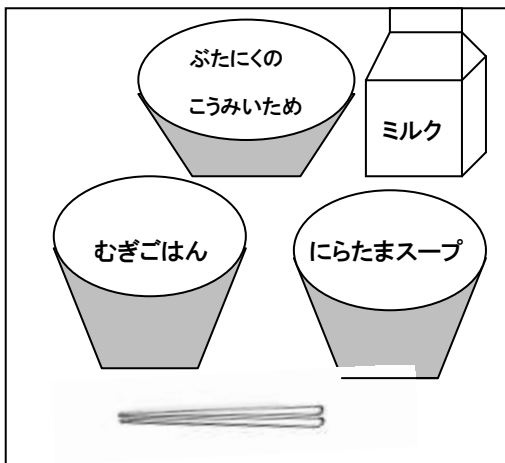 ぶたにくの
こうみいため
ミルク
むぎごはん
にらたまスープ